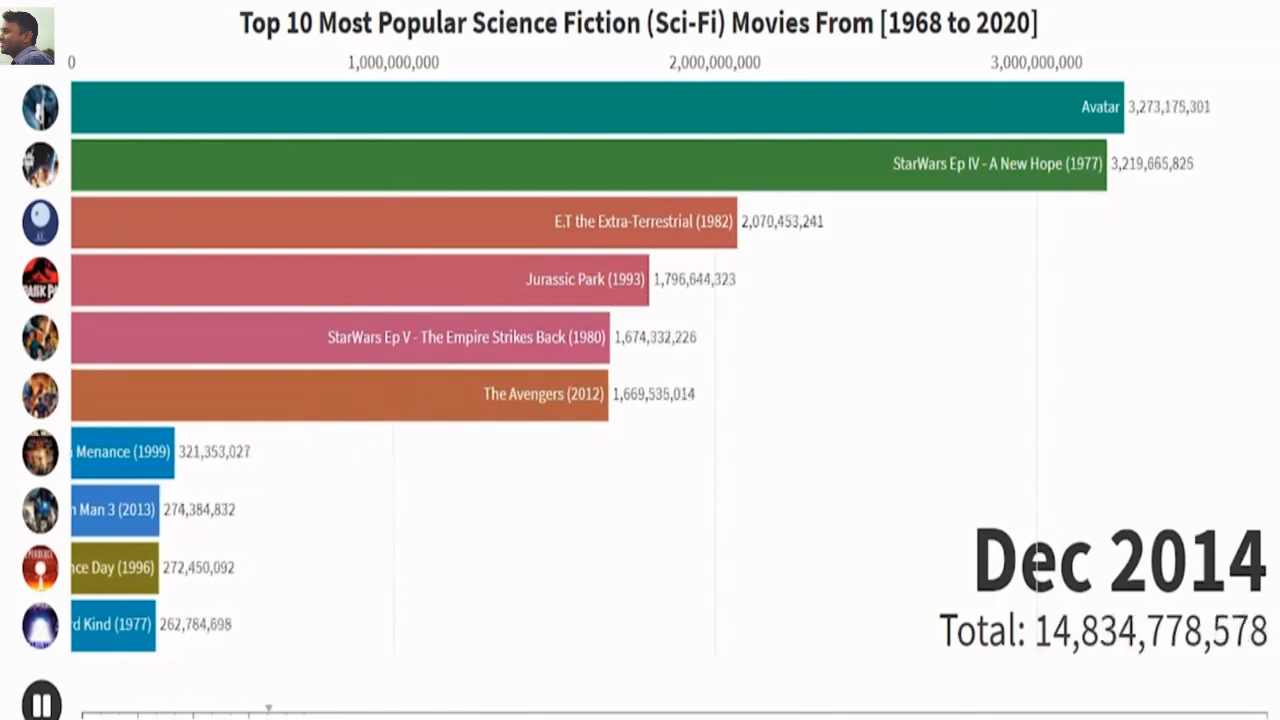 Top 10 Most Popular Science Fiction (Sci-Fi) Movies From [1968 to 2020]
0 1,000,000,000 2,000,000,000 3,000,000,000
Avatar 3,273,175,301
StarWars Ep IV - A New Hope (1977) 3,219,665,826
E.T the Extra-Terrestrial (1982) 2,070,453,241
Jurassic Park (1993) 1,796,644,323
StarWars Ep V - The Empire Strikes Back (1980) 1,674,332,226
The Avengers (2012) 1,669,535,014
Menance (1999) 321,353,027
n Man 3 (2013) 274,384,832
nce Day (1996) 272,450,092
rd Kind (1977) 262,784,698
Dec 2014
Total: 14,834,778,578